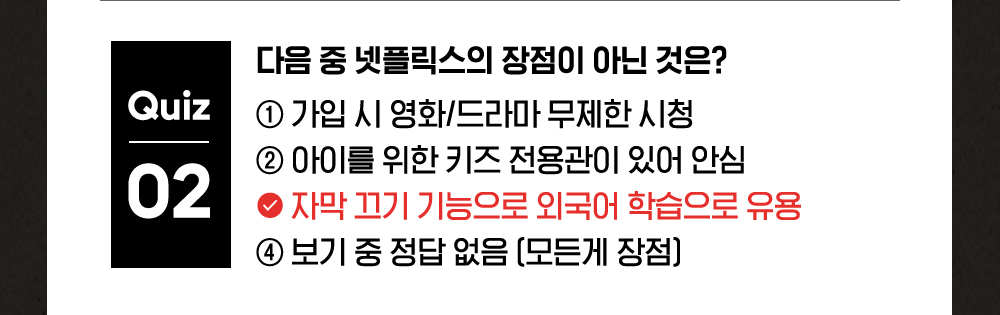 Quiz
02
다음 중 넷플릭스의 장점이 아닌 것은?
① 가입 시 영화/드라마 무제한 시청
② 아이를 위한 키즈 전용관이 있어 안심
자막 끄기 기능으로 외국어 학습으로 유용
④ 보기 중 정답 없음 (모든게 장점)